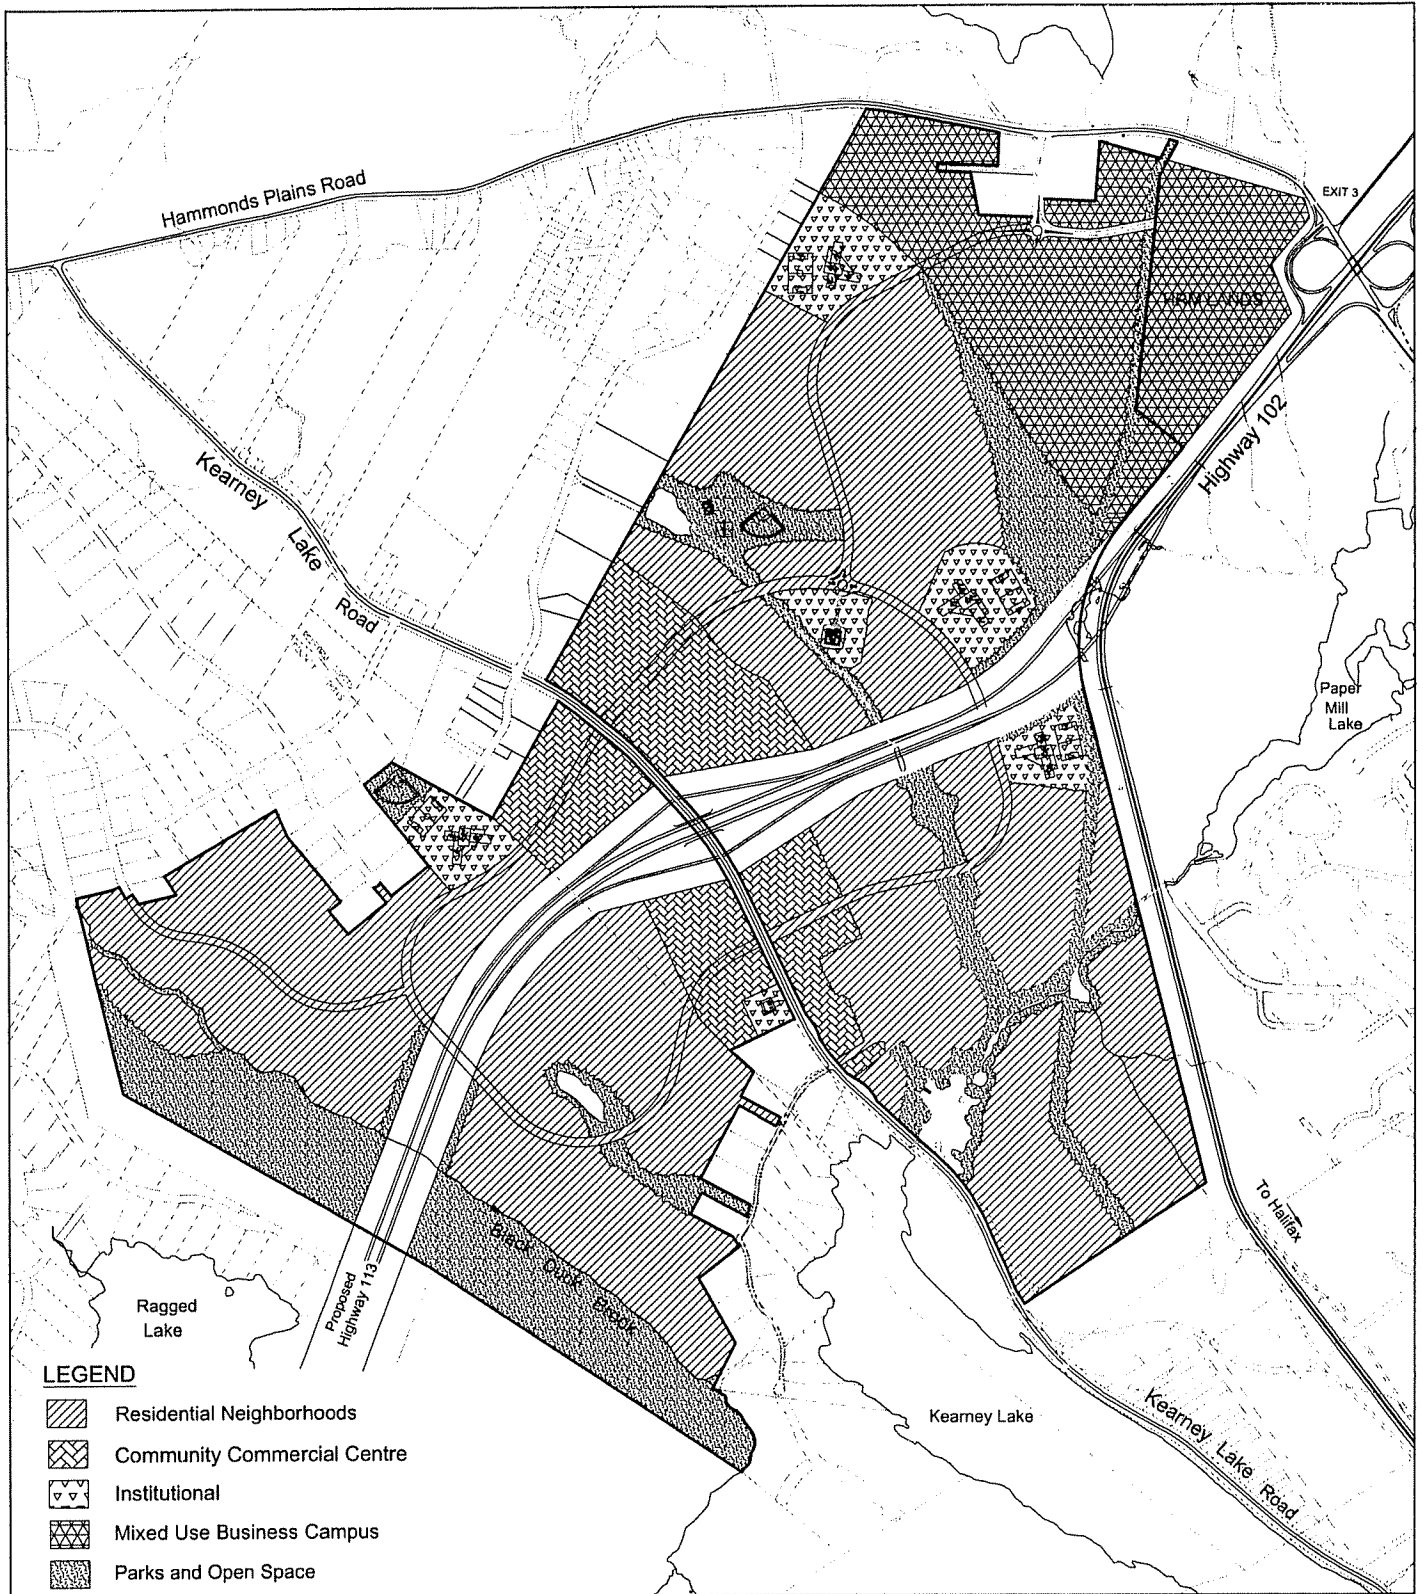 Hammonds Plains Road
EXIT 3
HRM LANDS
Highway 102
Kearney
Lake
Road
Paper
Mill
Lake
To Halifax
Black Duck Brook
Proposed
Highway 113
Ragged
Lake
Kearney Lake
Kearney Lake Road
LEGEND
Residential Neighborhoods
Community Commercial Centre
Institutional
Mixed Use Business Campus
Parks and Open Space